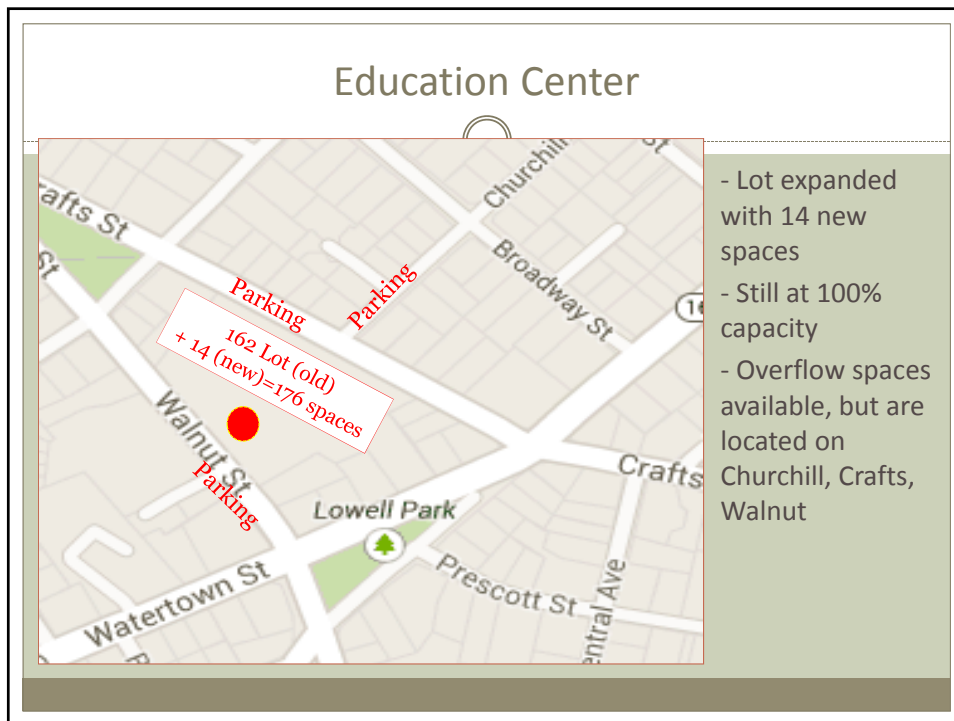 Education Center
rafts St
St
Churchill
St
Broadway St
16
Parking
Parking
162 Lot (old)
+ 14 (new)=176 spaces
Walnut St
Parking
Lowell Park
Crafts
Watertown St
Prescott St
entral Ave
- Lot expanded
with 14 new
spaces
- Still at 100%
capacity
- Overflow spaces
available, but are
located on
Churchill, Crafts,
Walnut